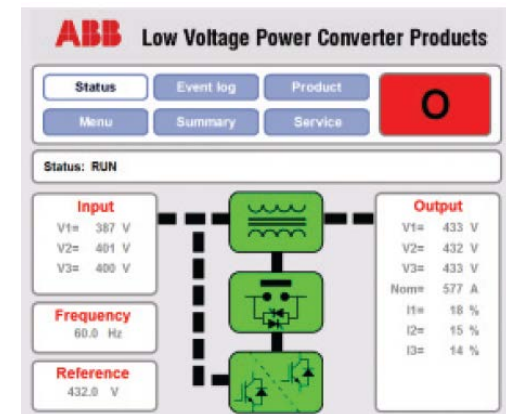 ABB Low Voltage Power Converter Products
Status Event log Product
O
Menu Summary Service
Status: RUN
Input
V1= 387 V
V2= 401 V
V3= 400 V
Frequency
60.0 Hz
Reference
432.0 V
Output
V1= 433 V
V2= 432 V
V3= 433 V
Nom= 577 A
I1= 18 %
I2= 15 %
I3= 14 %